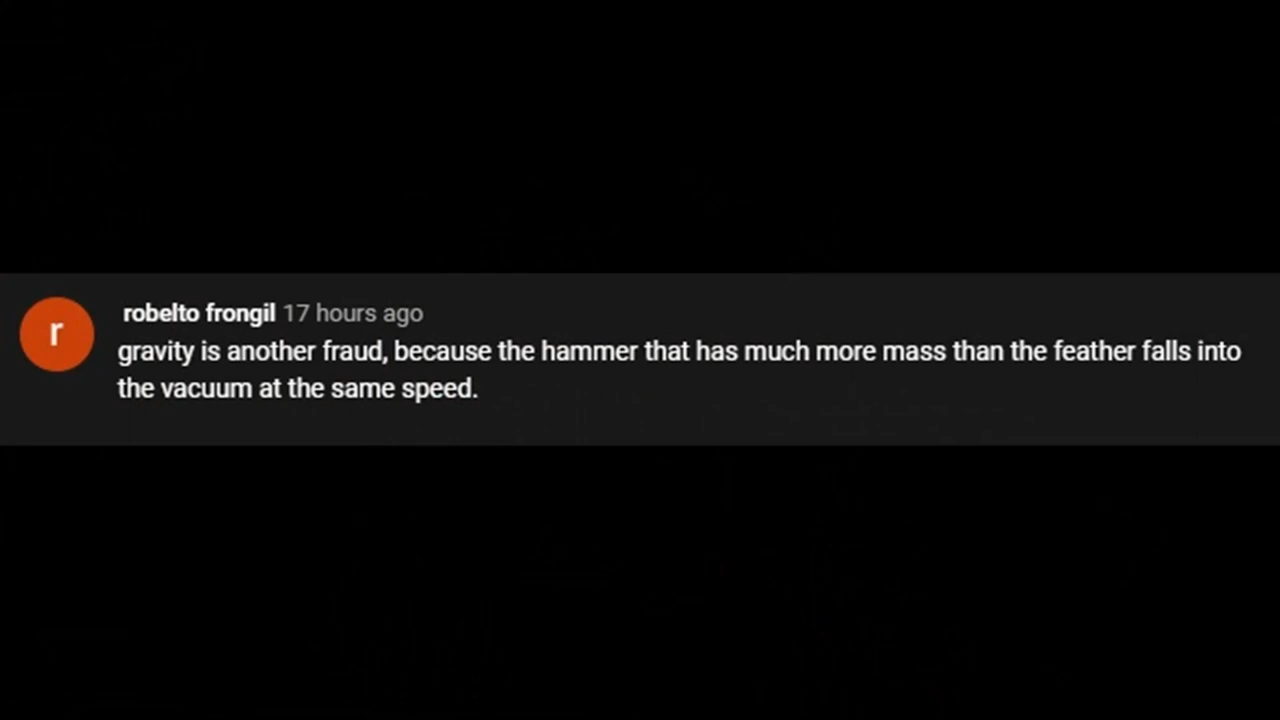 r
robelto frongil 17 hours ago
gravity is another fraud, because the hammer that has much more mass than the feather falls into
the vacuum at the same speed.